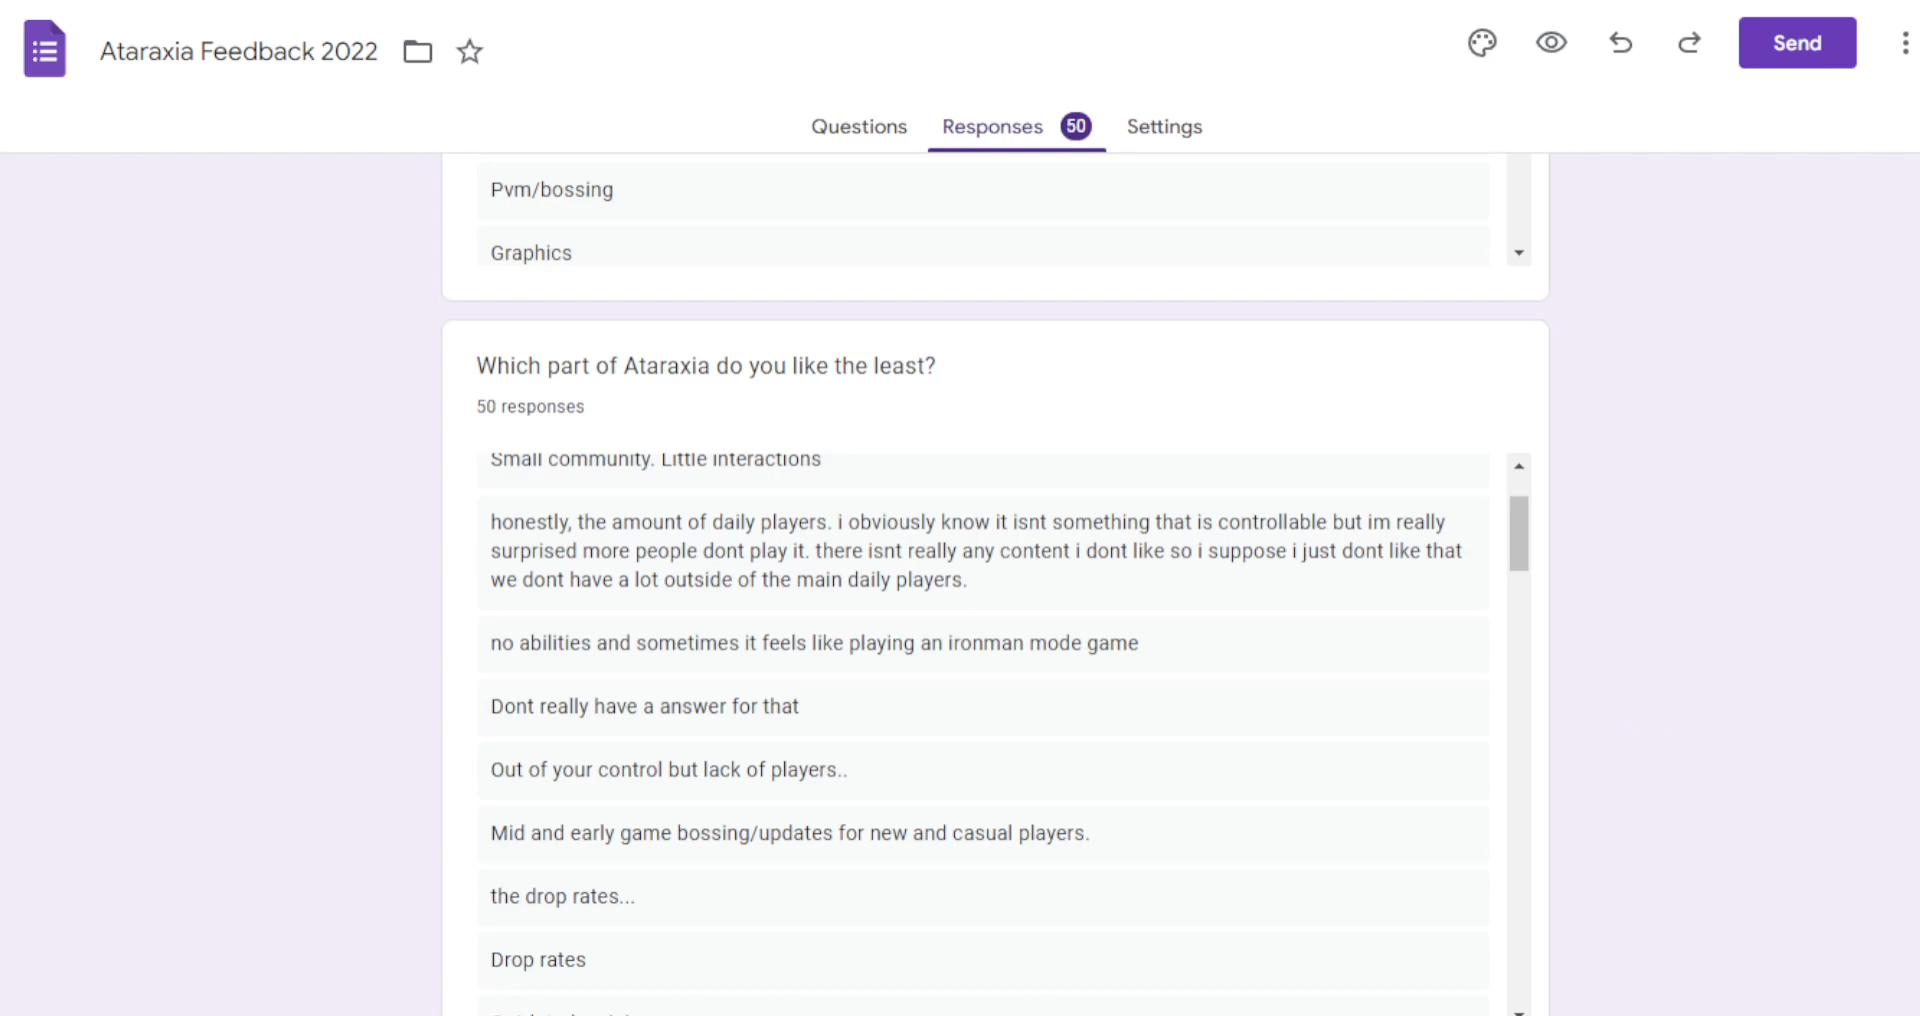 Ataraxia Feedback 2022
Send
Questions
Responses 50
Settings
Pvm/bossing
Graphics
Which part of Ataraxia do you like the least?
50 responses
Small community. Little interactions
honestly, the amount of daily players. i obviously know it isnt something that is controllable but im really
surprised more people dont play it. there isnt really any content i dont like so i suppose i just dont like that
we dont have a lot outside of the main daily players.
no abilities and sometimes it feels like playing an ironman mode game
Dont really have a answer for that
Out of your control but lack of players..
Mid and early game bossing/updates for new and casual players.
the drop rates...
Drop rates